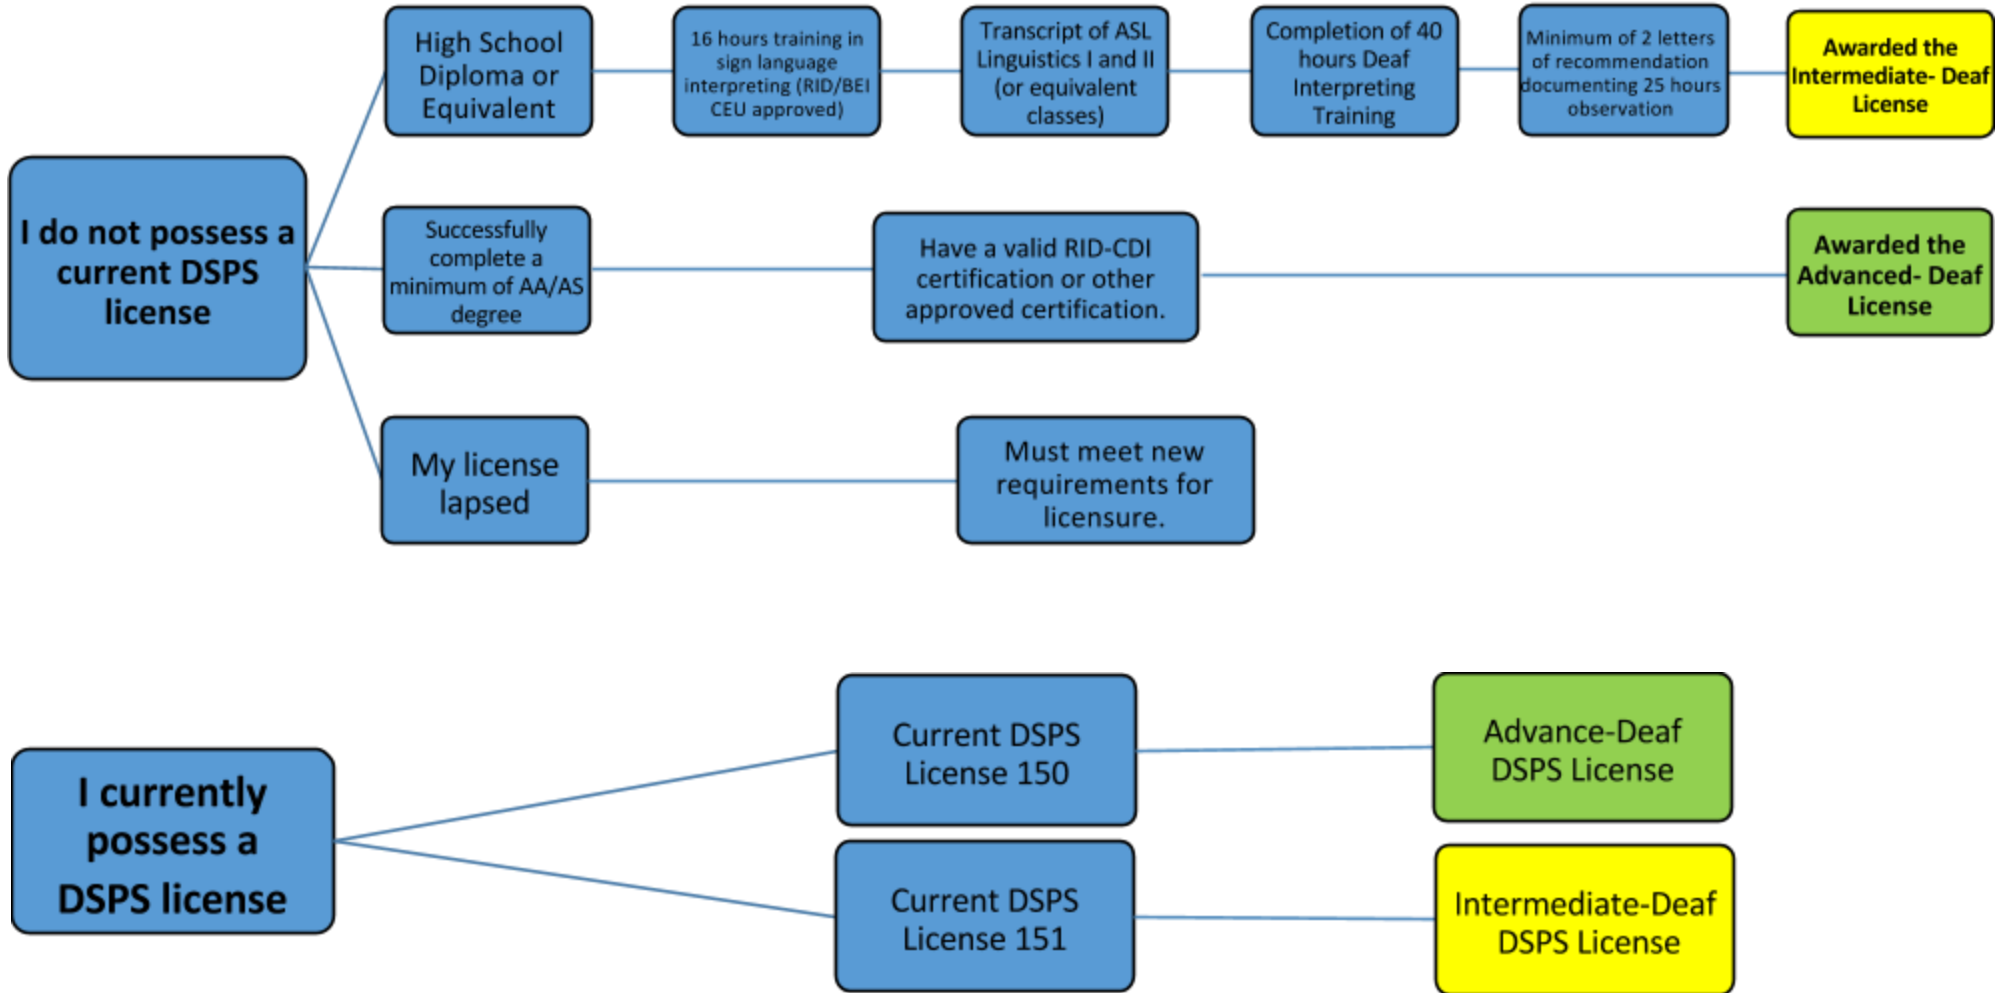 High School
Diploma or
Equivalent
16 hours training in
sign language
interpreting (RID/BEI
CEU approved)
Transcript of ASL
Linguistics I and II
(or equivalent
classes)
Completion of 40
hours Deaf
Interpreting
Training
Minimum of 2 letters
of recommendation
documenting 25 hours
observation
Awarded the
Intermediate- Deaf
License
I do not possess a
current DSPS
license
Successfully
complete a
minimum of AA/AS
degree
Have a valid RID-CDI
certification or other
approved certification.
Awarded the
Advanced- Deaf
License
My license
lapsed
Must meet new
requirements for
licensure.
I currently
possess a
DSPS license
Current DSPS
License 150
Advance-Deaf
DSPS License
Current DSPS
License 151
Intermediate-Deaf
DSPS License